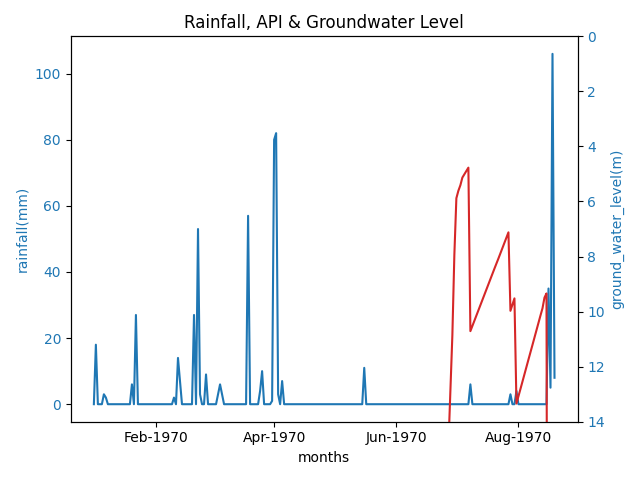 Rainfall, API & Groundwater Level
rainfall(mm)
100
80
60
40
20
0
0
2
4
6
8
10
12
14
ground_water_level(m)
Feb-1970 Apr-1970 Jun-1970 Aug-1970
months